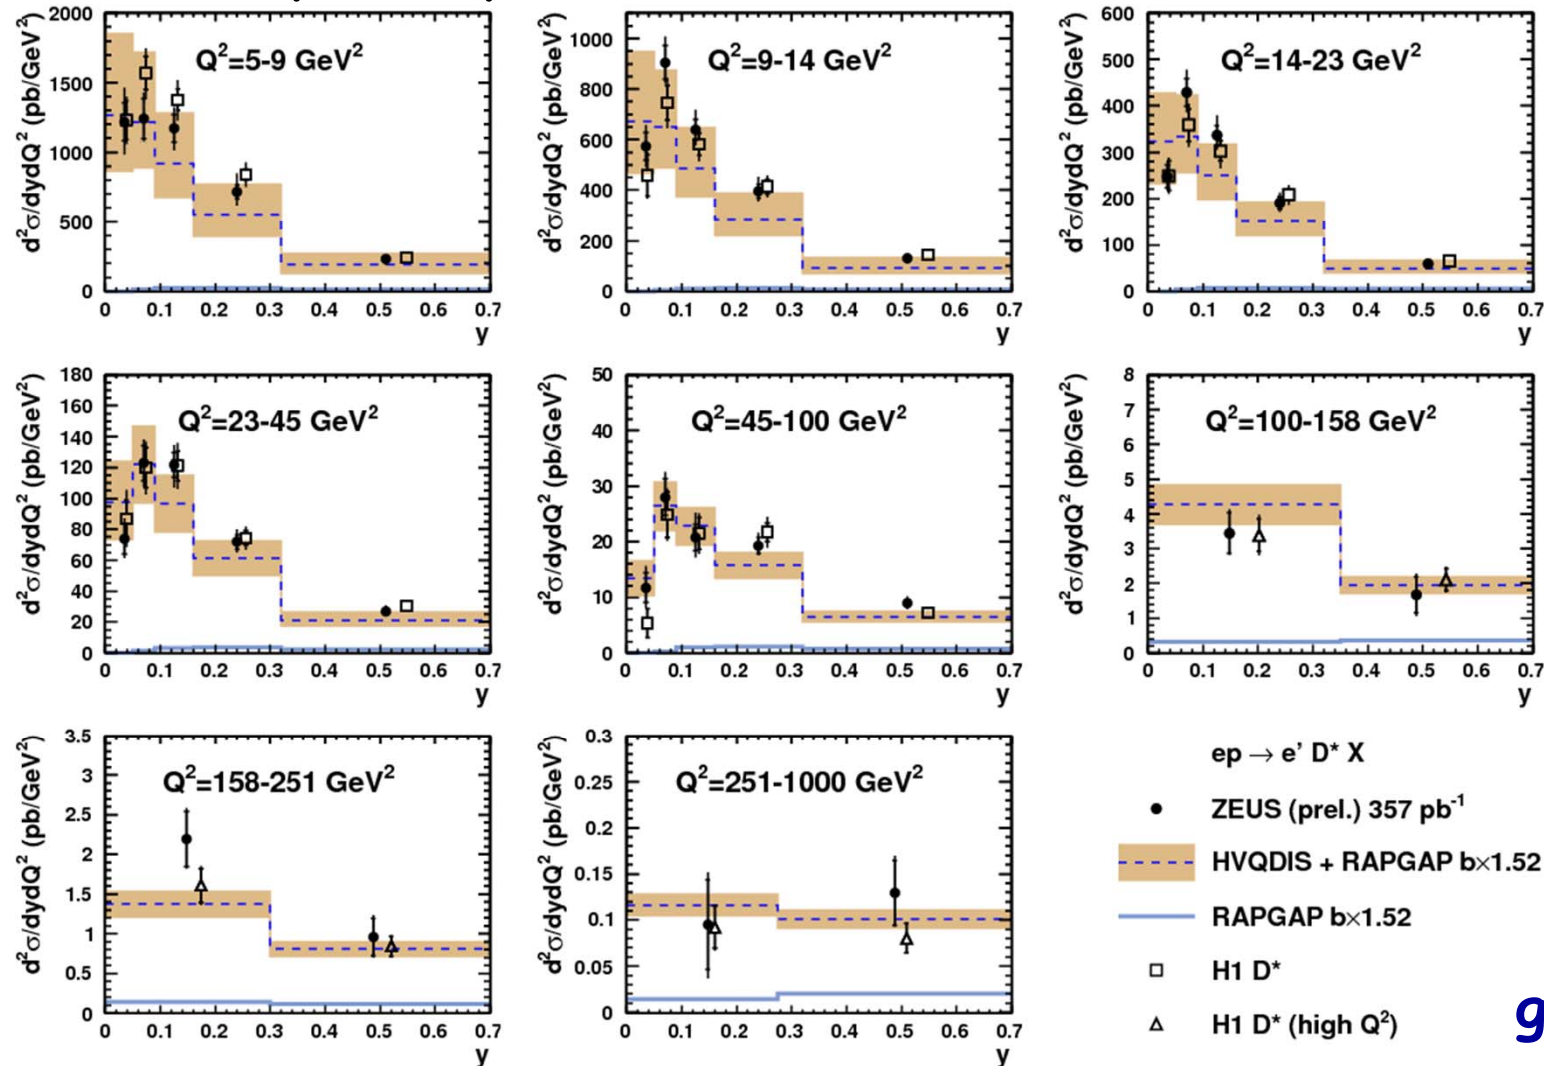 2000
1500
1000
500
0
d²σ/dydQ² (pb/GeV²)
Q²=5-9 GeV²
0 0.1 0.2 0.3 0.4 0.5 0.6 0.7
y
1000
800
600
400
200
0
d²σ/dydQ² (pb/GeV²)
Q²=9-14 GeV²
0 0.1 0.2 0.3 0.4 0.5 0.6 0.7
y
600
500
400
300
200
100
0
d²σ/dydQ² (pb/GeV²)
Q²=14-23 GeV²
0 0.1 0.2 0.3 0.4 0.5 0.6 0.7
y
180
160
140
120
100
80
60
40
20
0
d²σ/dydQ² (pb/GeV²)
Q²=23-45 GeV²
0 0.1 0.2 0.3 0.4 0.5 0.6 0.7
y
50
40
30
20
10
0
d²σ/dydQ² (pb/GeV²)
Q²=45-100 GeV²
0 0.1 0.2 0.3 0.4 0.5 0.6 0.7
y
8
7
6
5
4
3
2
1
0
d²σ/dydQ² (pb/GeV²)
Q²=100-158 GeV²
0 0.1 0.2 0.3 0.4 0.5 0.6 0.7
y
3.5
3
2.5
2
1.5
1
0.5
0
d²σ/dydQ² (pb/GeV²)
Q²=158-251 GeV²
0 0.1 0.2 0.3 0.4 0.5 0.6 0.7
y
0.3
0.25
0.2
0.15
0.1
0.05
0
d²σ/dydQ² (pb/GeV²)
Q²=251-1000 GeV²
0 0.1 0.2 0.3 0.4 0.5 0.6 0.7
y
ep → e' D* X
ZEUS (prel.) 357 pb⁻¹
HVQDIS + RAPGAP b×1.52
RAPGAP b×1.52
H1 D*
H1 D* (high Q²)
g